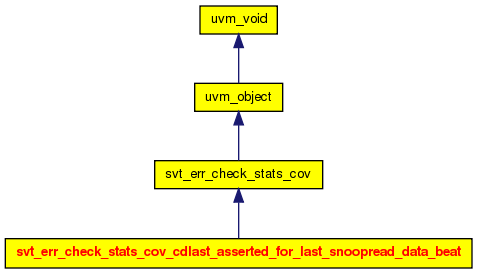 uvm_void
uvm_object
svt_err_check_stats_cov
svt_err_check_stats_cov_cdlast_asserted_for_last_snoopread_data_beat